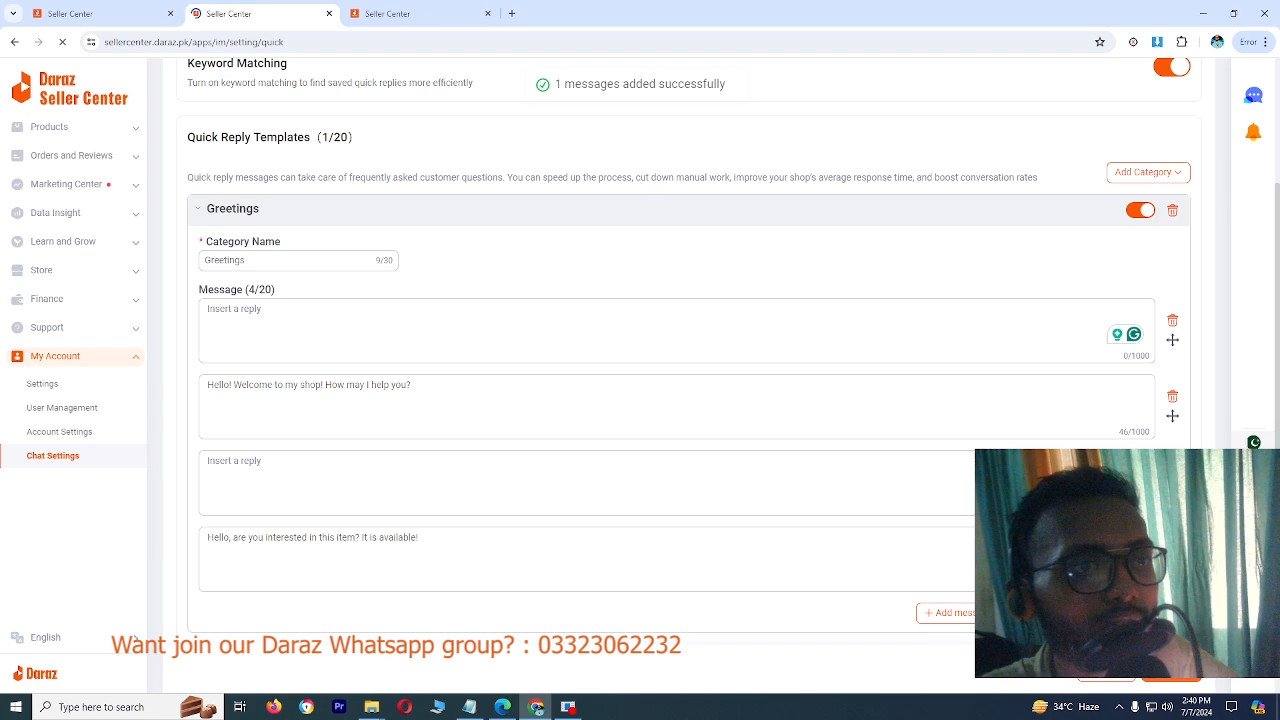 Seller Center
Seller Center
Seller Center
sellercenter.daraz.pk/apps/im/setting/quick
Error
Daraz
Seller Center
Products
Orders and Reviews
Marketing Center
Data Insight
Learn and Grow
Store
Finance
Support
My Account
Settings
User Management
Account Settings
Chat Settings
English
Daraz
Keyword Matching
Turn on keyword matching to find saved quick replies more efficiently
1 messages added successfully
Quick Reply Templates (1/20)
Quick reply messages can take care of frequently asked customer questions. You can speed up the process, cut down manual work, improve your shop's average response time, and boost conversation rates
Add Category
Greetings
* Category Name
Greetings 9/30
Message (4/20)
Insert a reply
0/1000
Hello! Welcome to my shop! How may I help you?
46/1000
Insert a reply
Hello, are you interested in this item? It is available!
+ Add mess
Want join our Daraz Whatsapp group? : 03323062232
Type here to search
34°C Haze
2:40 PM
7/7/2024